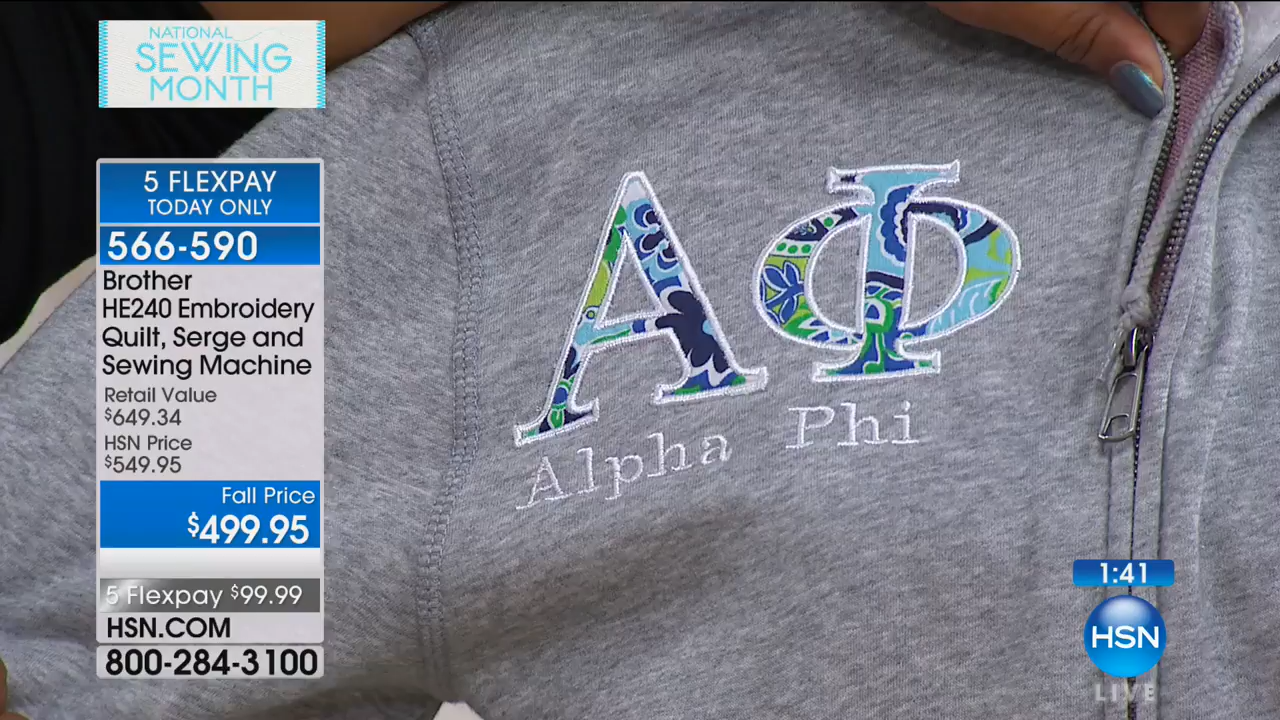 NATIONAL
SEWING
MONTH
5 FLEXPAY
TODAY ONLY
566-590
Brother
HE240 Embroidery
Quilt, Serge and
Sewing Machine
Retail Value
$649.34
HSN Price
$549.95
Fall Price
$499.95
5 Flexpay $99.99
HSN.COM
800-284-3100
ΑΦ
Alpha Phi
1:41
HSN
LIVE